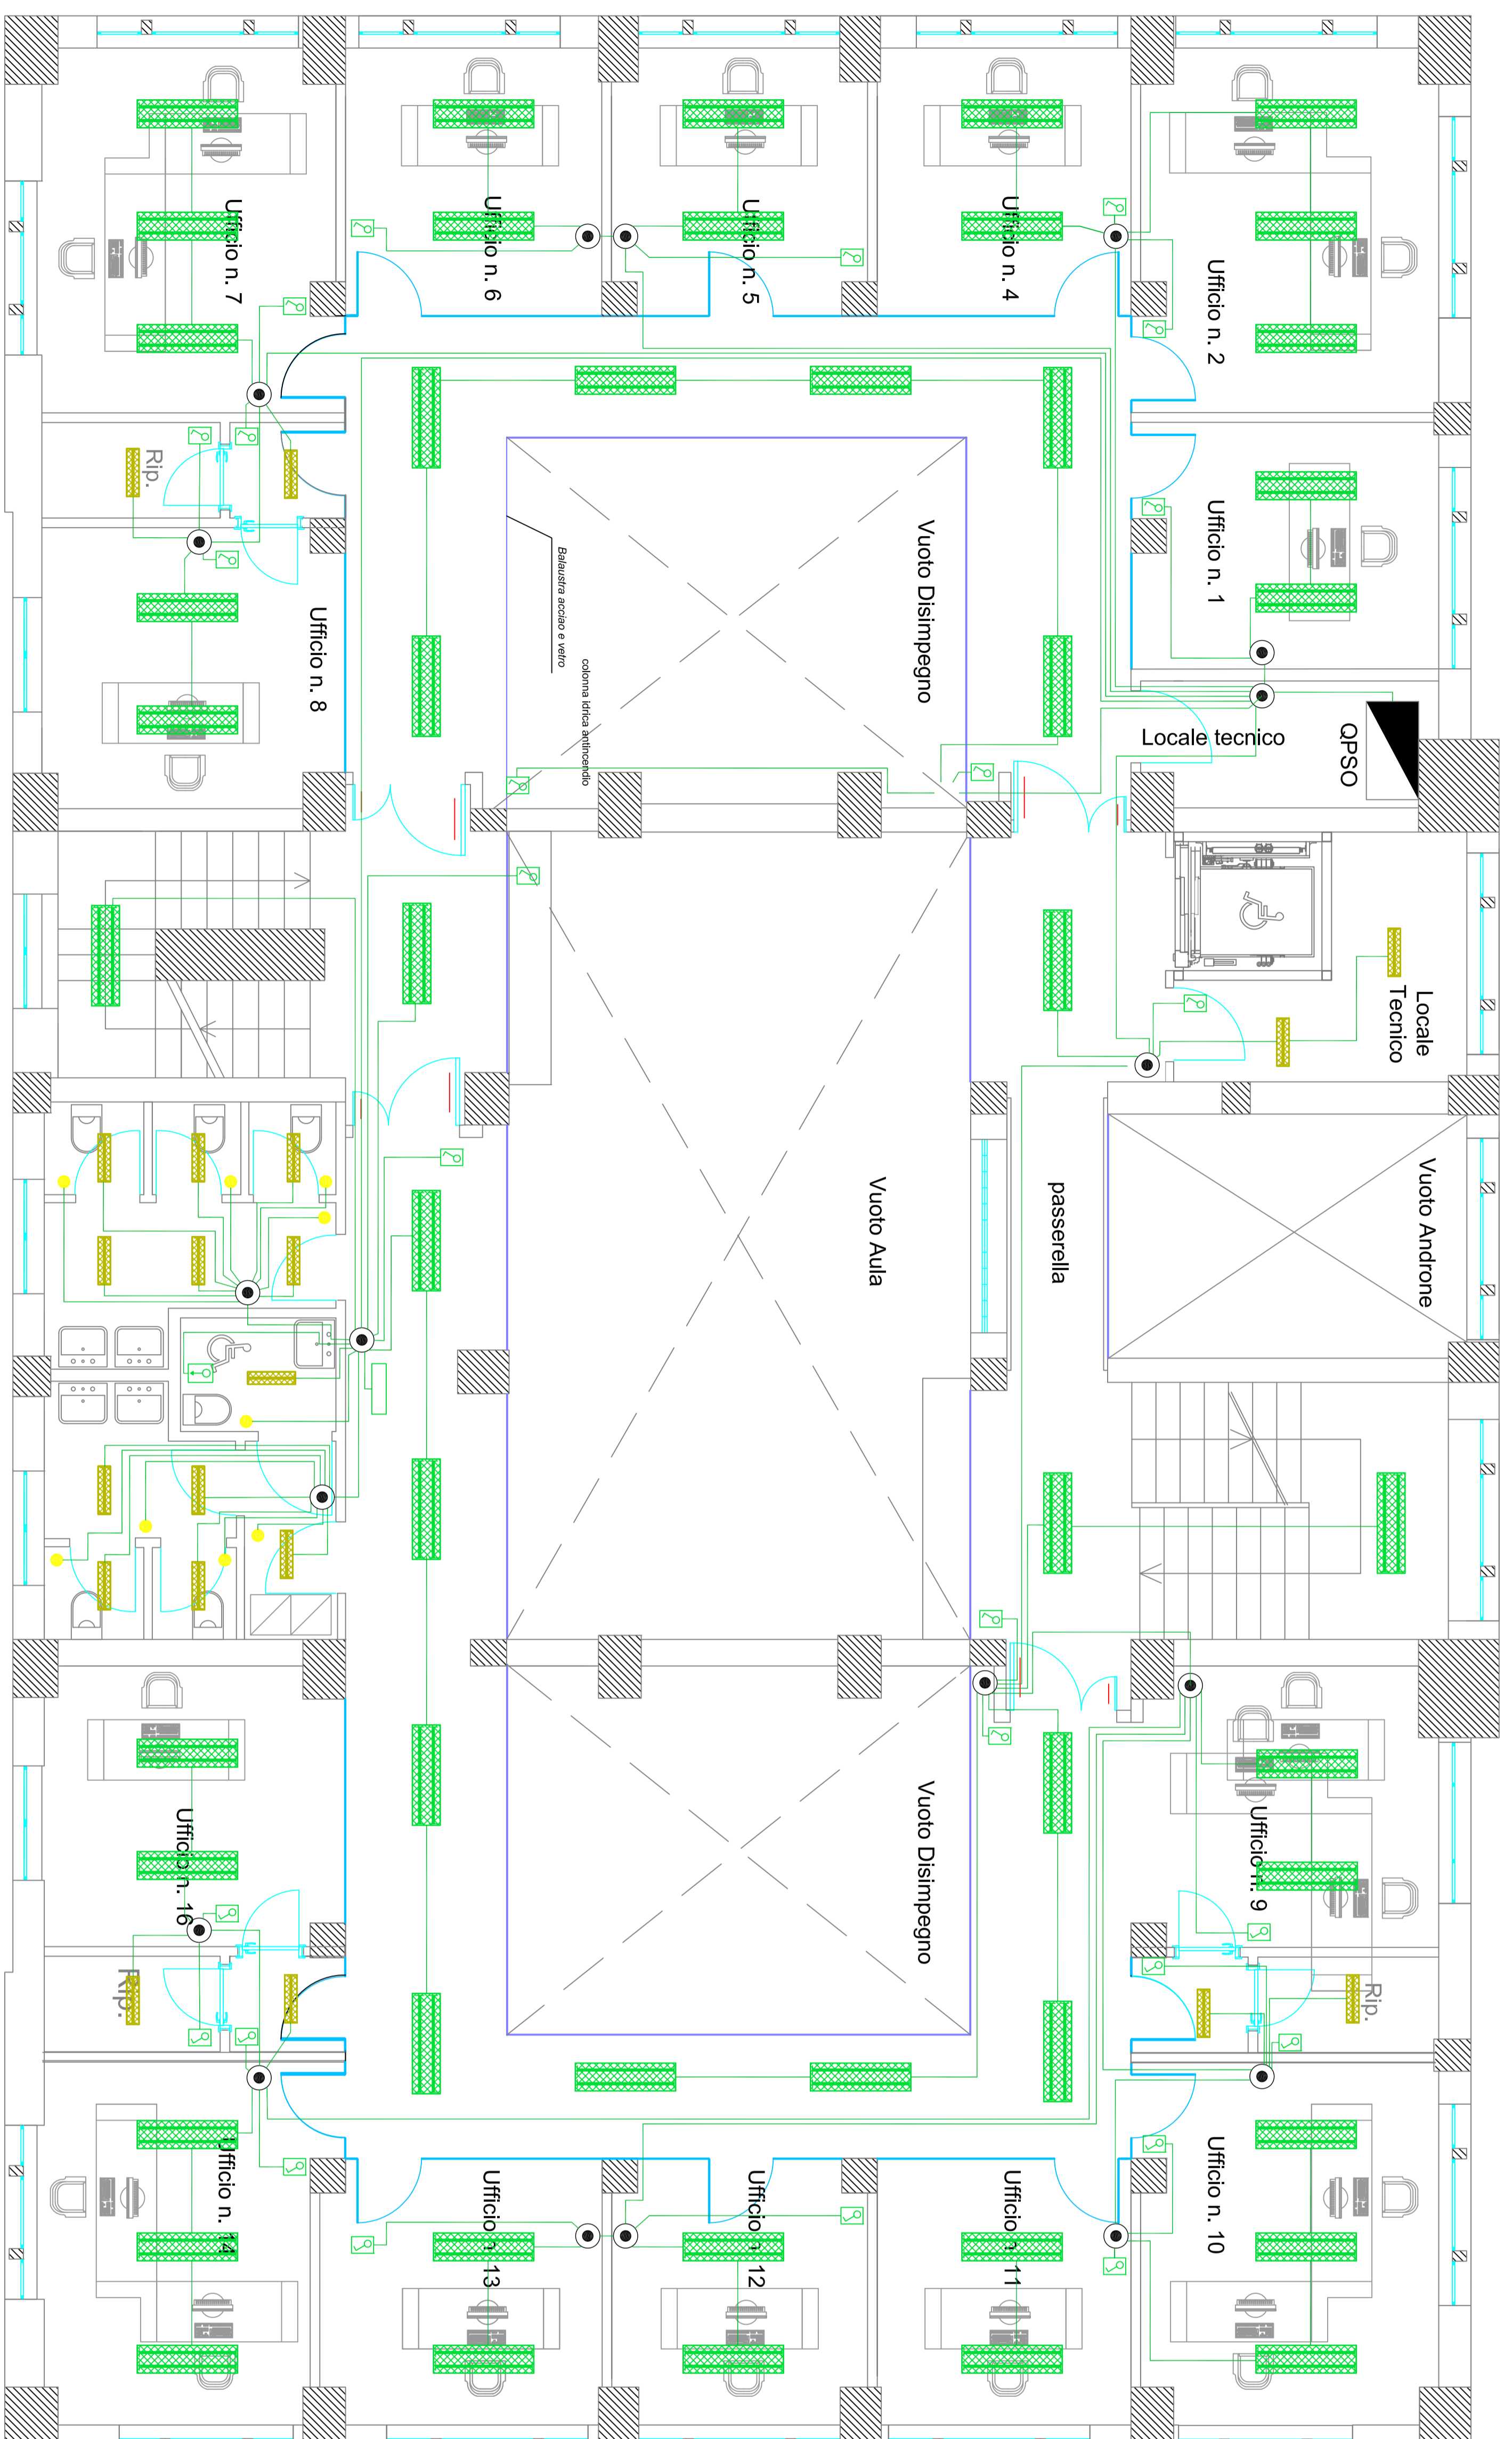 Ufficio n. 7
Ufficio n. 6
Ufficio n. 5
Ufficio n. 4
Ufficio n. 2
Rip.
Ufficio n. 1
Vuoto Disimpegno
Balaustra acciao e vetro
colonna idrica antincendio
Ufficio n. 8
Locale tecnico
QPSO
Locale
Tecnico
Vuoto Androne
passerella
Vuoto Aula
Vuoto Disimpegno
Ufficio n. 16
Ufficio n. 9
Rip.
Rip.
Ufficio n. 14
Ufficio n. 13
Ufficio n. 12
Ufficio n. 11
Ufficio n. 10